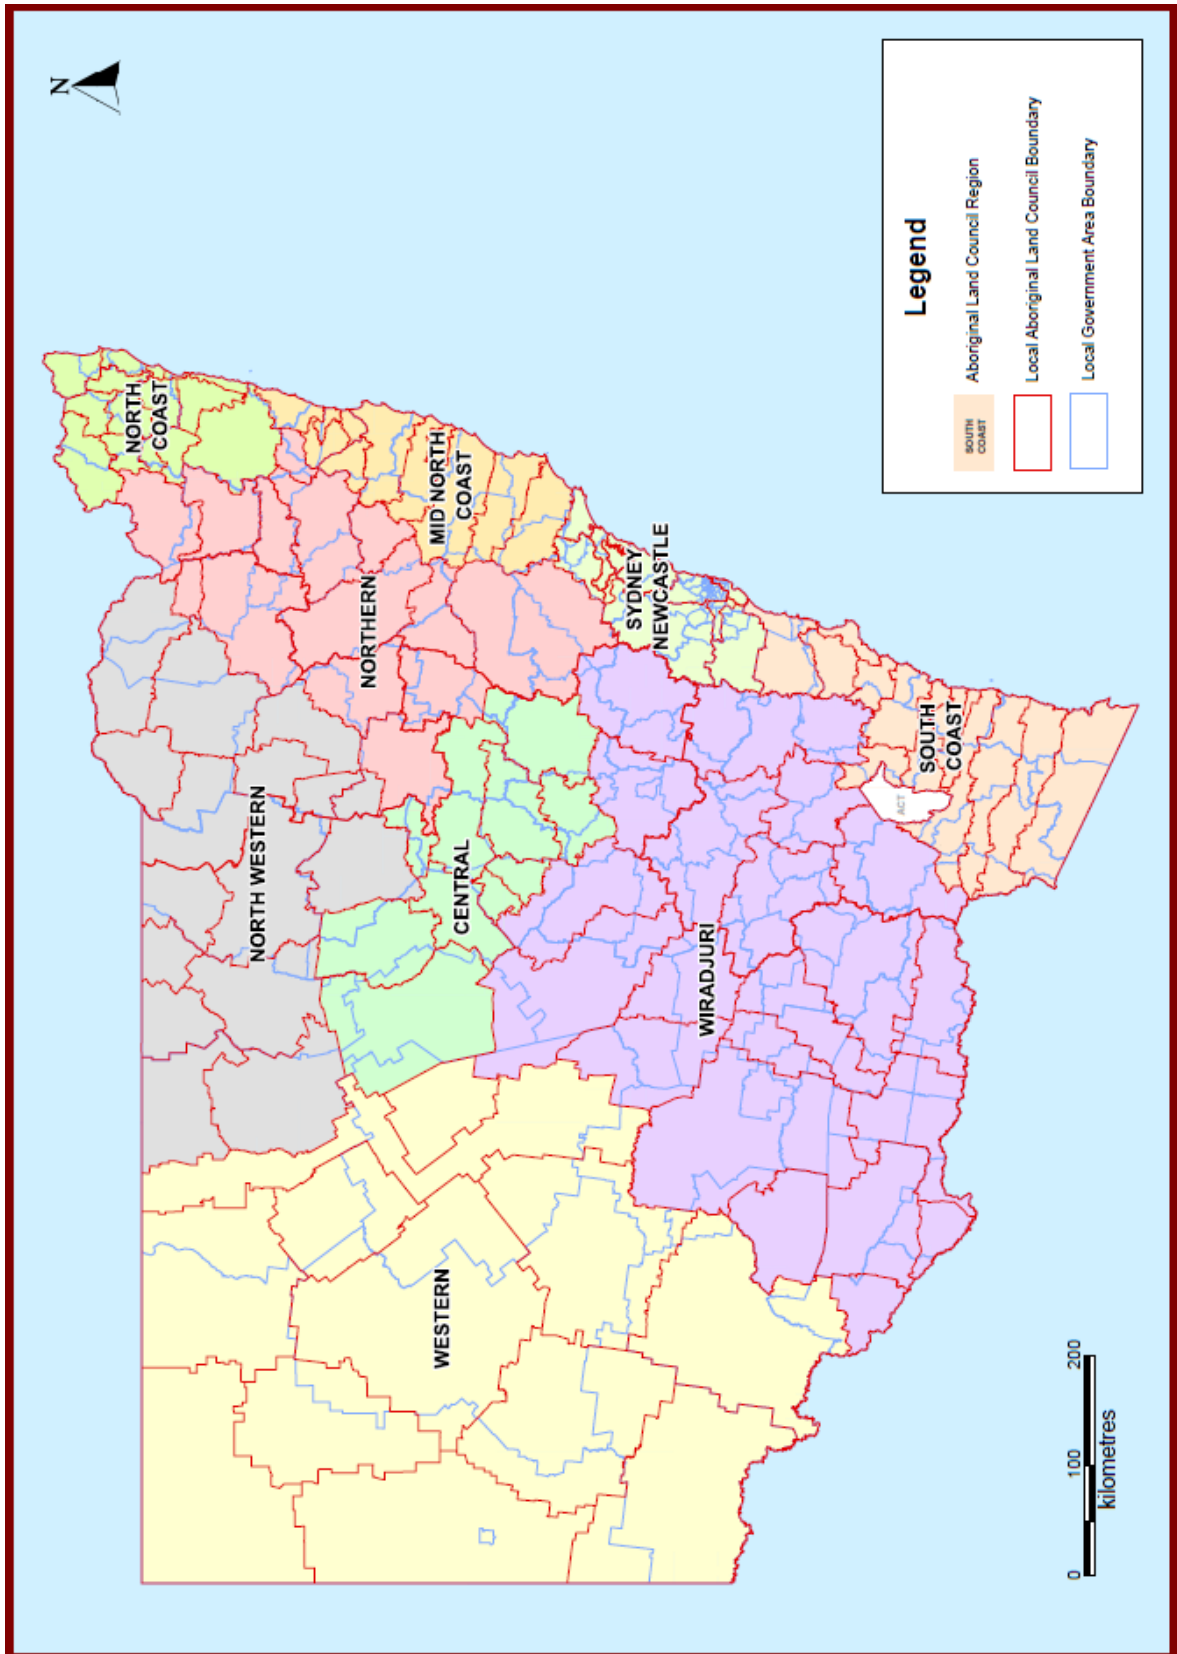 N
NORTH
COAST
NORTH WESTERN
NORTHERN
MID NORTH
COAST
CENTRAL
SYDNEY
NEWCASTLE
WESTERN
WIRADJURI
ACT
SOUTH
COAST
Legend
SOUTH
COAST
Aboriginal Land Council Region
Local Aboriginal Land Council Boundary
Local Government Area Boundary
0 100 200
kilometres